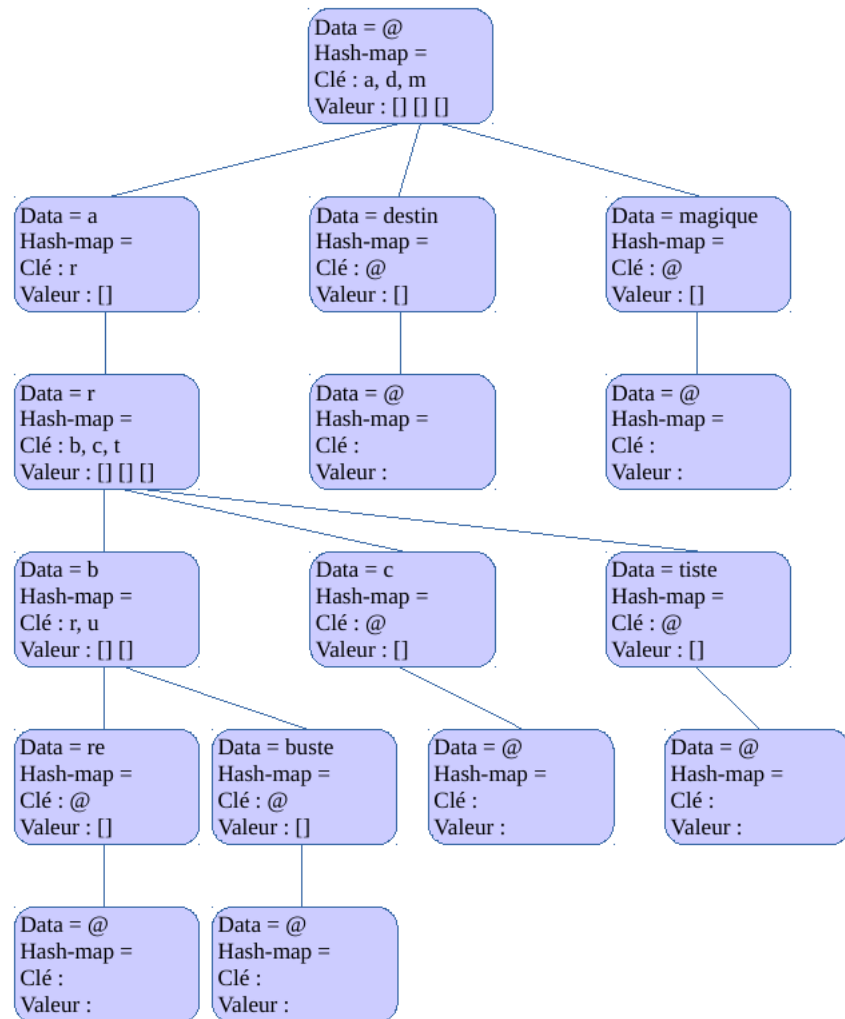 Data = @
Hash-map =
Clé : a, d, m
Valeur : [] [] []
Data = a
Hash-map =
Clé : r
Valeur : []
Data = destin
Hash-map =
Clé : @
Valeur : []
Data = magique
Hash-map =
Clé : @
Valeur : []
Data = r
Hash-map =
Clé : b, c, t
Valeur : [] [] []
Data = @
Hash-map =
Clé :
Valeur :
Data = @
Hash-map =
Clé :
Valeur :
Data = b
Hash-map =
Clé : r, u
Valeur : [] []
Data = c
Hash-map =
Clé : @
Valeur : []
Data = tiste
Hash-map =
Clé : @
Valeur : []
Data = re
Hash-map =
Clé : @
Valeur : []
Data = buste
Hash-map =
Clé : @
Valeur : []
Data = @
Hash-map =
Clé :
Valeur :
Data = @
Hash-map =
Clé :
Valeur :
Data = @
Hash-map =
Clé :
Valeur :
Data = @
Hash-map =
Clé :
Valeur :